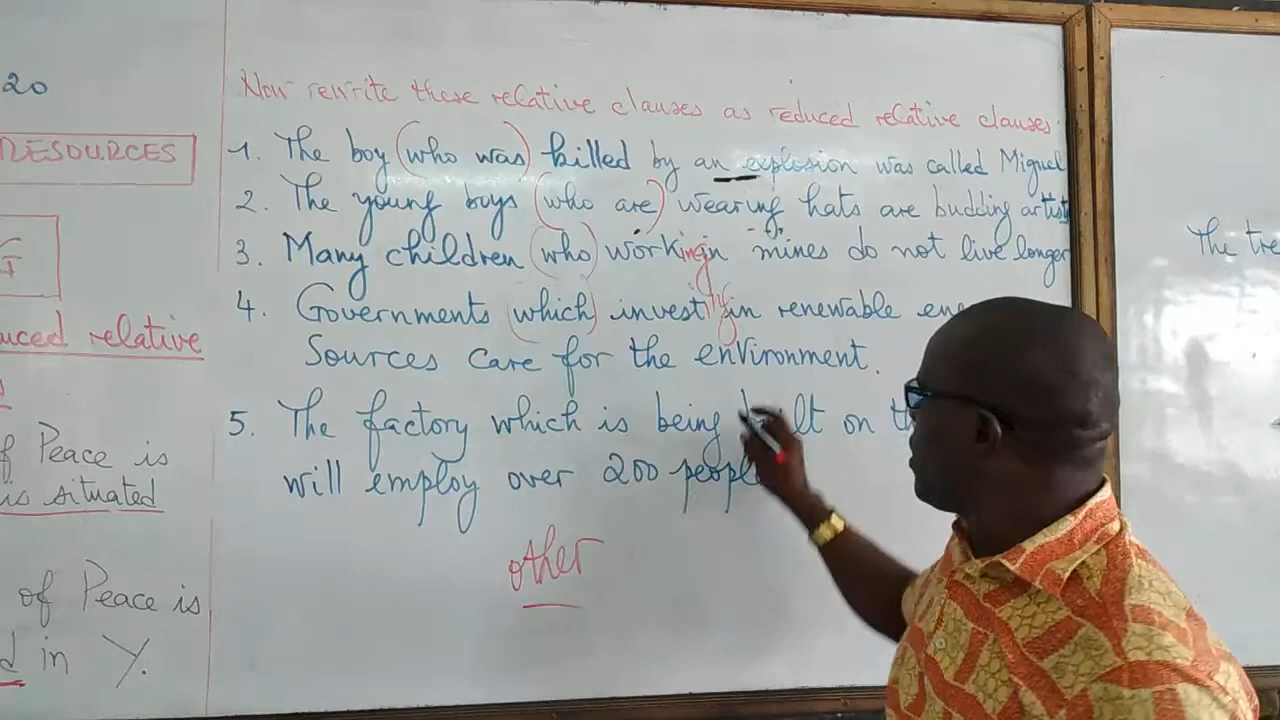 20
RESOURCES
uced relative
f Peace is
is situated
of Peace is
d in Y.
Now rewrite these relative clauses as reduced relative clauses.
1. The boy (who was) killed by an explosion was called Miguel
2. The young boys (who are) wearing hats are budding artists
3. Many children (who) working in mines do not live longer
4. Governments (which) investing in renewable ene
Sources care for the environment.
5. The factory which is being built on th
will employ over 200 people
other
The tre